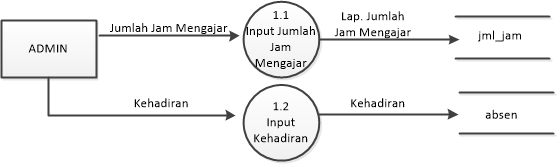 ADMIN
Jumlah Jam Mengajar
1.1
Input Jumlah
Jam
Mengajar
Lap. Jumlah
Jam Mengajar
jml_jam
Kehadiran
1.2
Input
Kehadiran
Kehadiran
absen